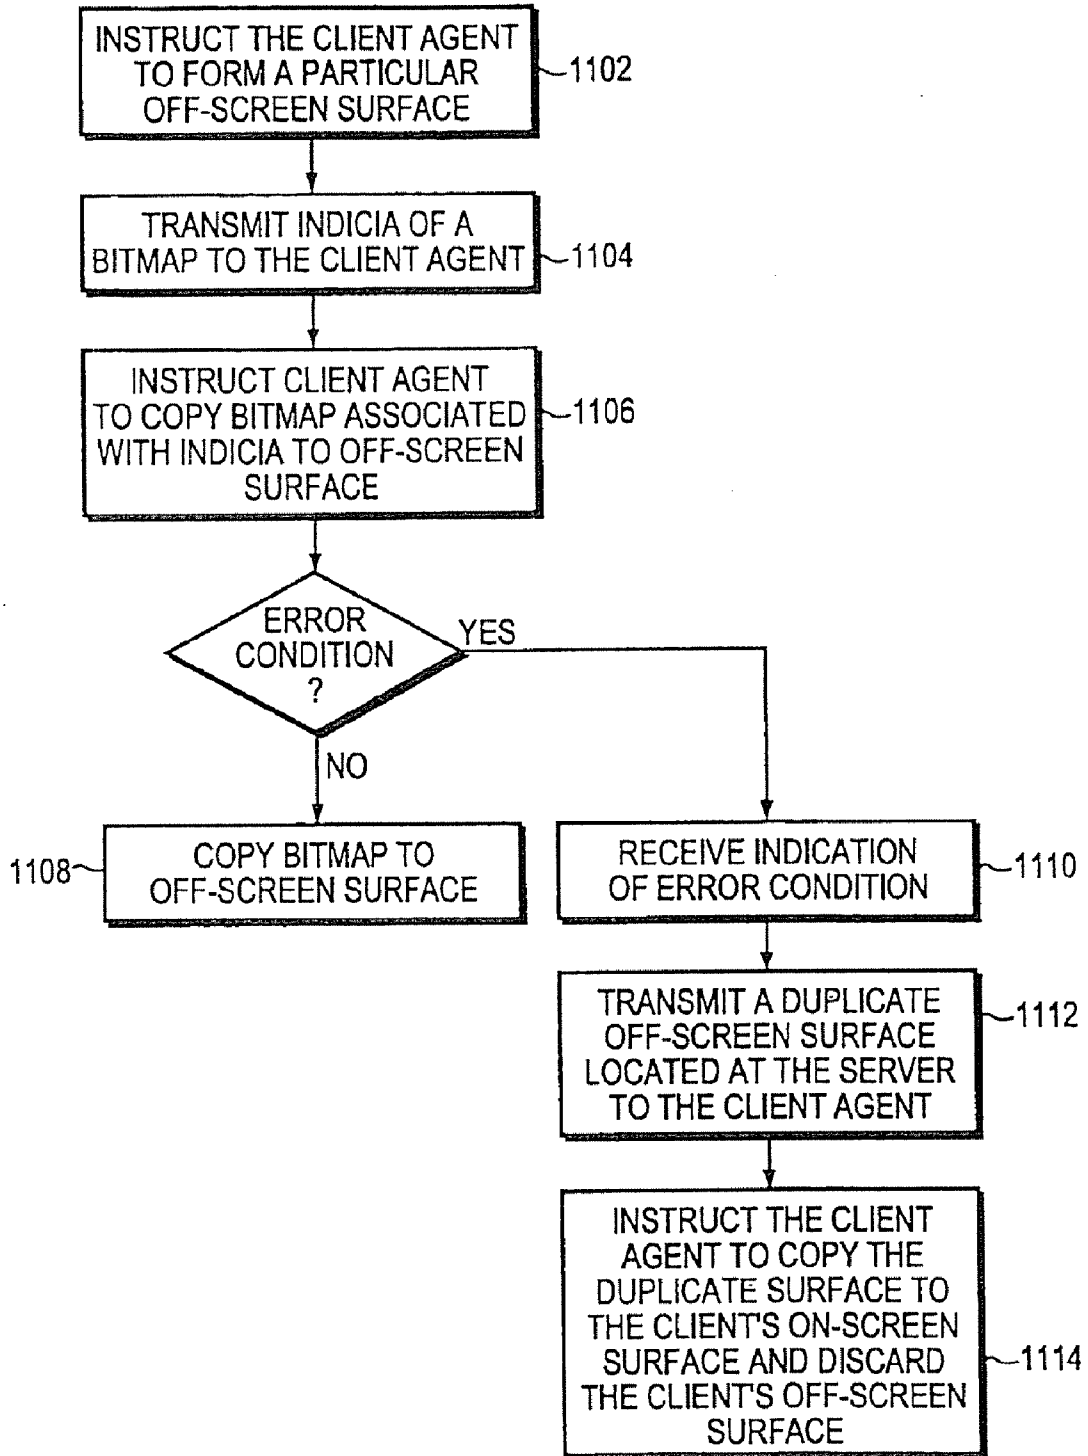 INSTRUCT THE CLIENT AGENT
TO FORM A PARTICULAR
OFF-SCREEN SURFACE
1102
TRANSMIT INDICIA OF A
BITMAP TO THE CLIENT AGENT
1104
INSTRUCT CLIENT AGENT
TO COPY BITMAP ASSOCIATED
WITH INDICIA TO OFF-SCREEN
SURFACE
1106
ERROR
CONDITION
?
YES
NO
1108
COPY BITMAP TO
OFF-SCREEN SURFACE
RECEIVE INDICATION
OF ERROR CONDITION
1110
TRANSMIT A DUPLICATE
OFF-SCREEN SURFACE
LOCATED AT THE SERVER
TO THE CLIENT AGENT
1112
INSTRUCT THE CLIENT
AGENT TO COPY THE
DUPLICATE SURFACE TO
THE CLIENT'S ON-SCREEN
SURFACE AND DISCARD
THE CLIENT'S OFF-SCREEN
SURFACE
1114